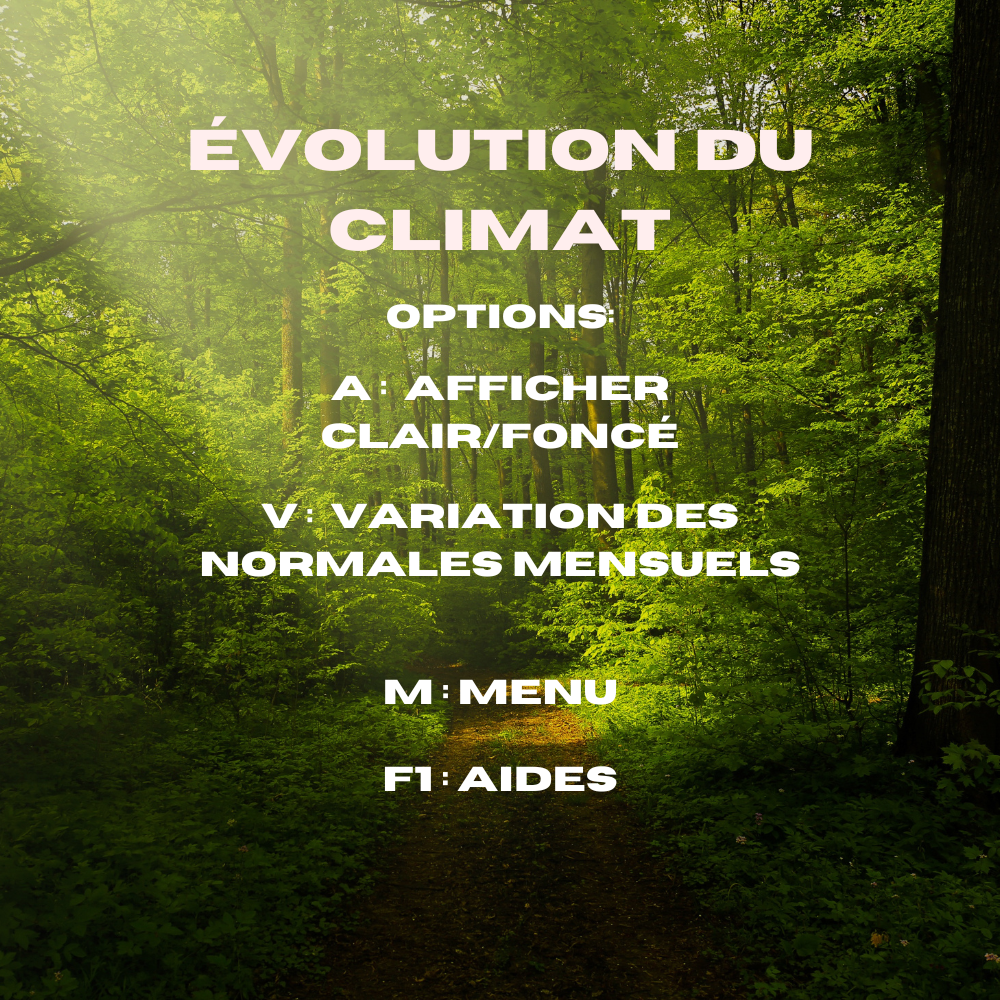 ÉVOLUTION DU
CLIMAT
OPTIONS:
A : AFFICHER
CLAIR/FONCÉ
V : VARIATION DES
NORMALES MENSUELS
M : MENU
F1 : AIDES